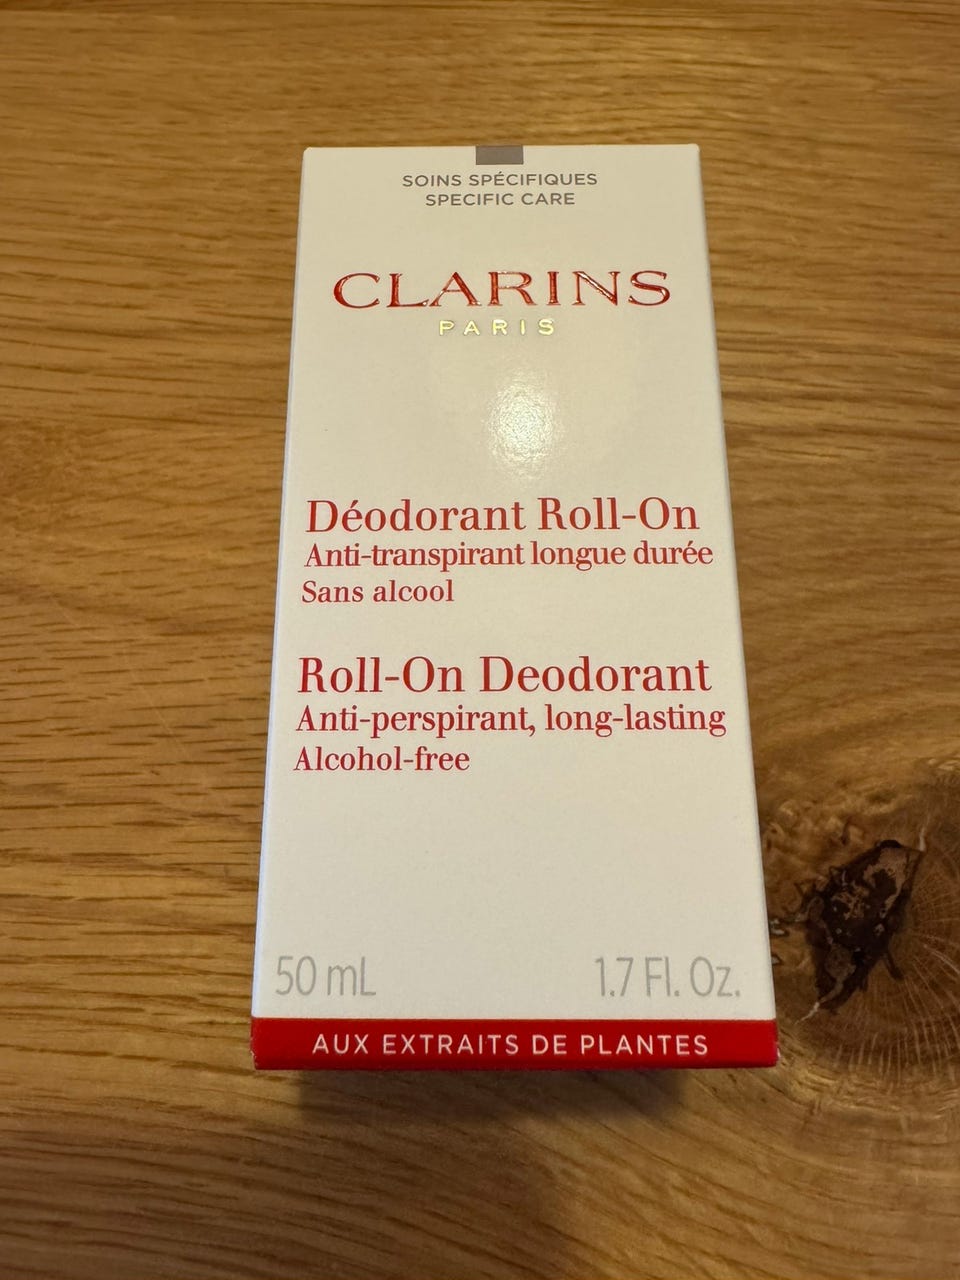 SOINS SPÉCIFIQUES
SPECIFIC CARE
CLARINS
PARIS
Déodorant Roll-On
Anti-transpirant longue durée
Sans alcool
Roll-On Deodorant
Anti-perspirant, long-lasting
Alcohol-free
50 mL 1.7 Fl. Oz.
AUX EXTRAITS DE PLANTES